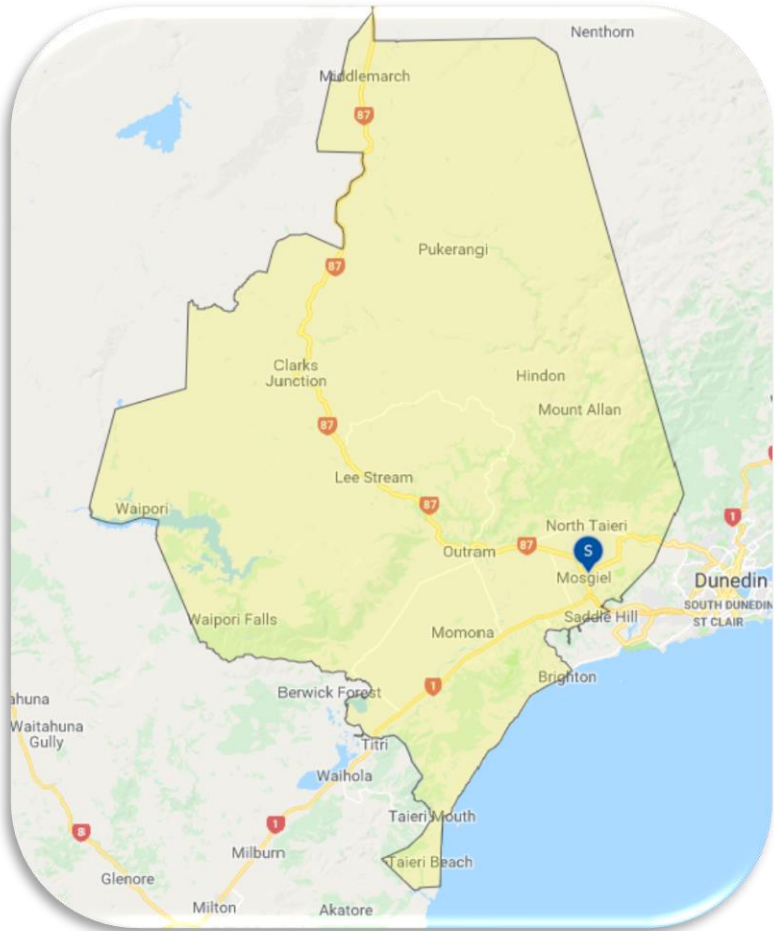 Nenthorn
Middlemarch
87
Pukerangi
87
Clarks
Junction
Hindon
Mount Allan
87
Lee Stream
87
Waipori
North Taieri
1
87
S
Outram
Mosgiel
Dunedin
SOUTH DUNEDIN
ST CLAIR
Waipori Falls
Saddle Hill
Momona
Brighton
1
Berwick Forest
ahuna
Waitahuna
Gully
Titri
Waihola
Taieri Mouth
1
8
Milburn
Taieri Beach
Glenore
Milton
Akatore